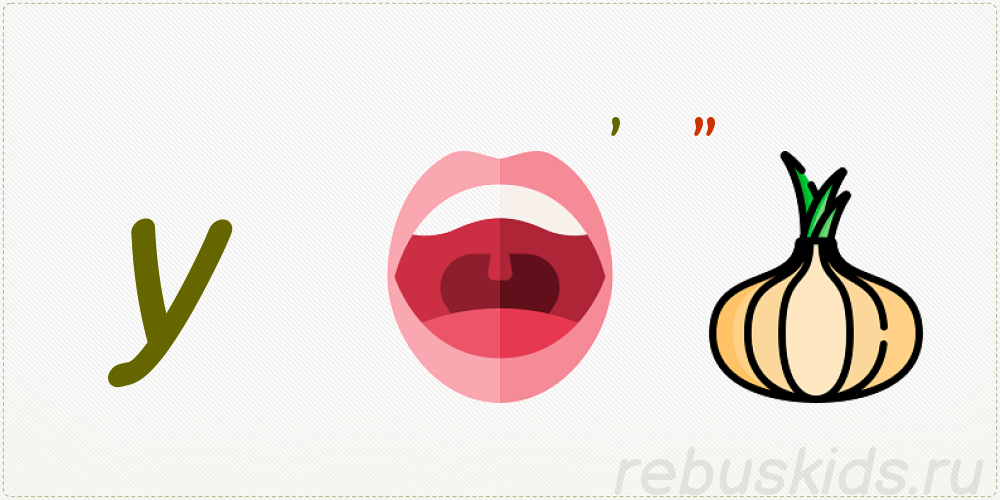 у
’ ”
rebuskids.ru